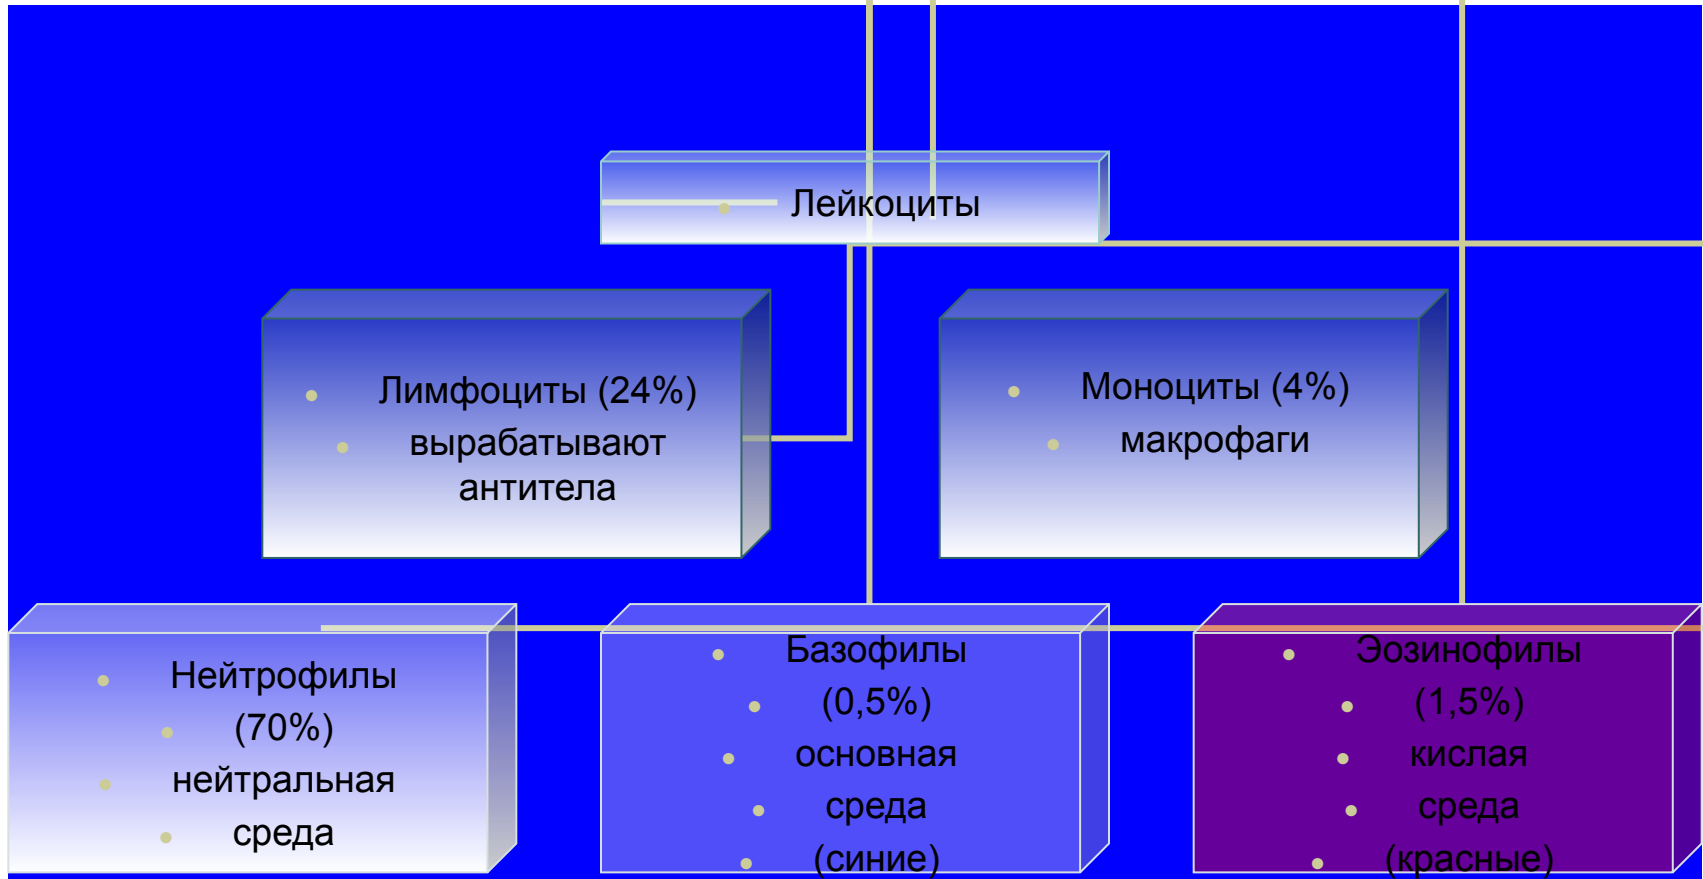 Лейкоциты
Лимфоциты (24%)
вырабатывают
антитела
Моноциты (4%)
макрофаги
Нейтрофилы
(70%)
нейтральная
среда
Базофилы
(0,5%)
основная
среда
(синие)
Эозинофилы
(1,5%)
кислая
среда
(красные)